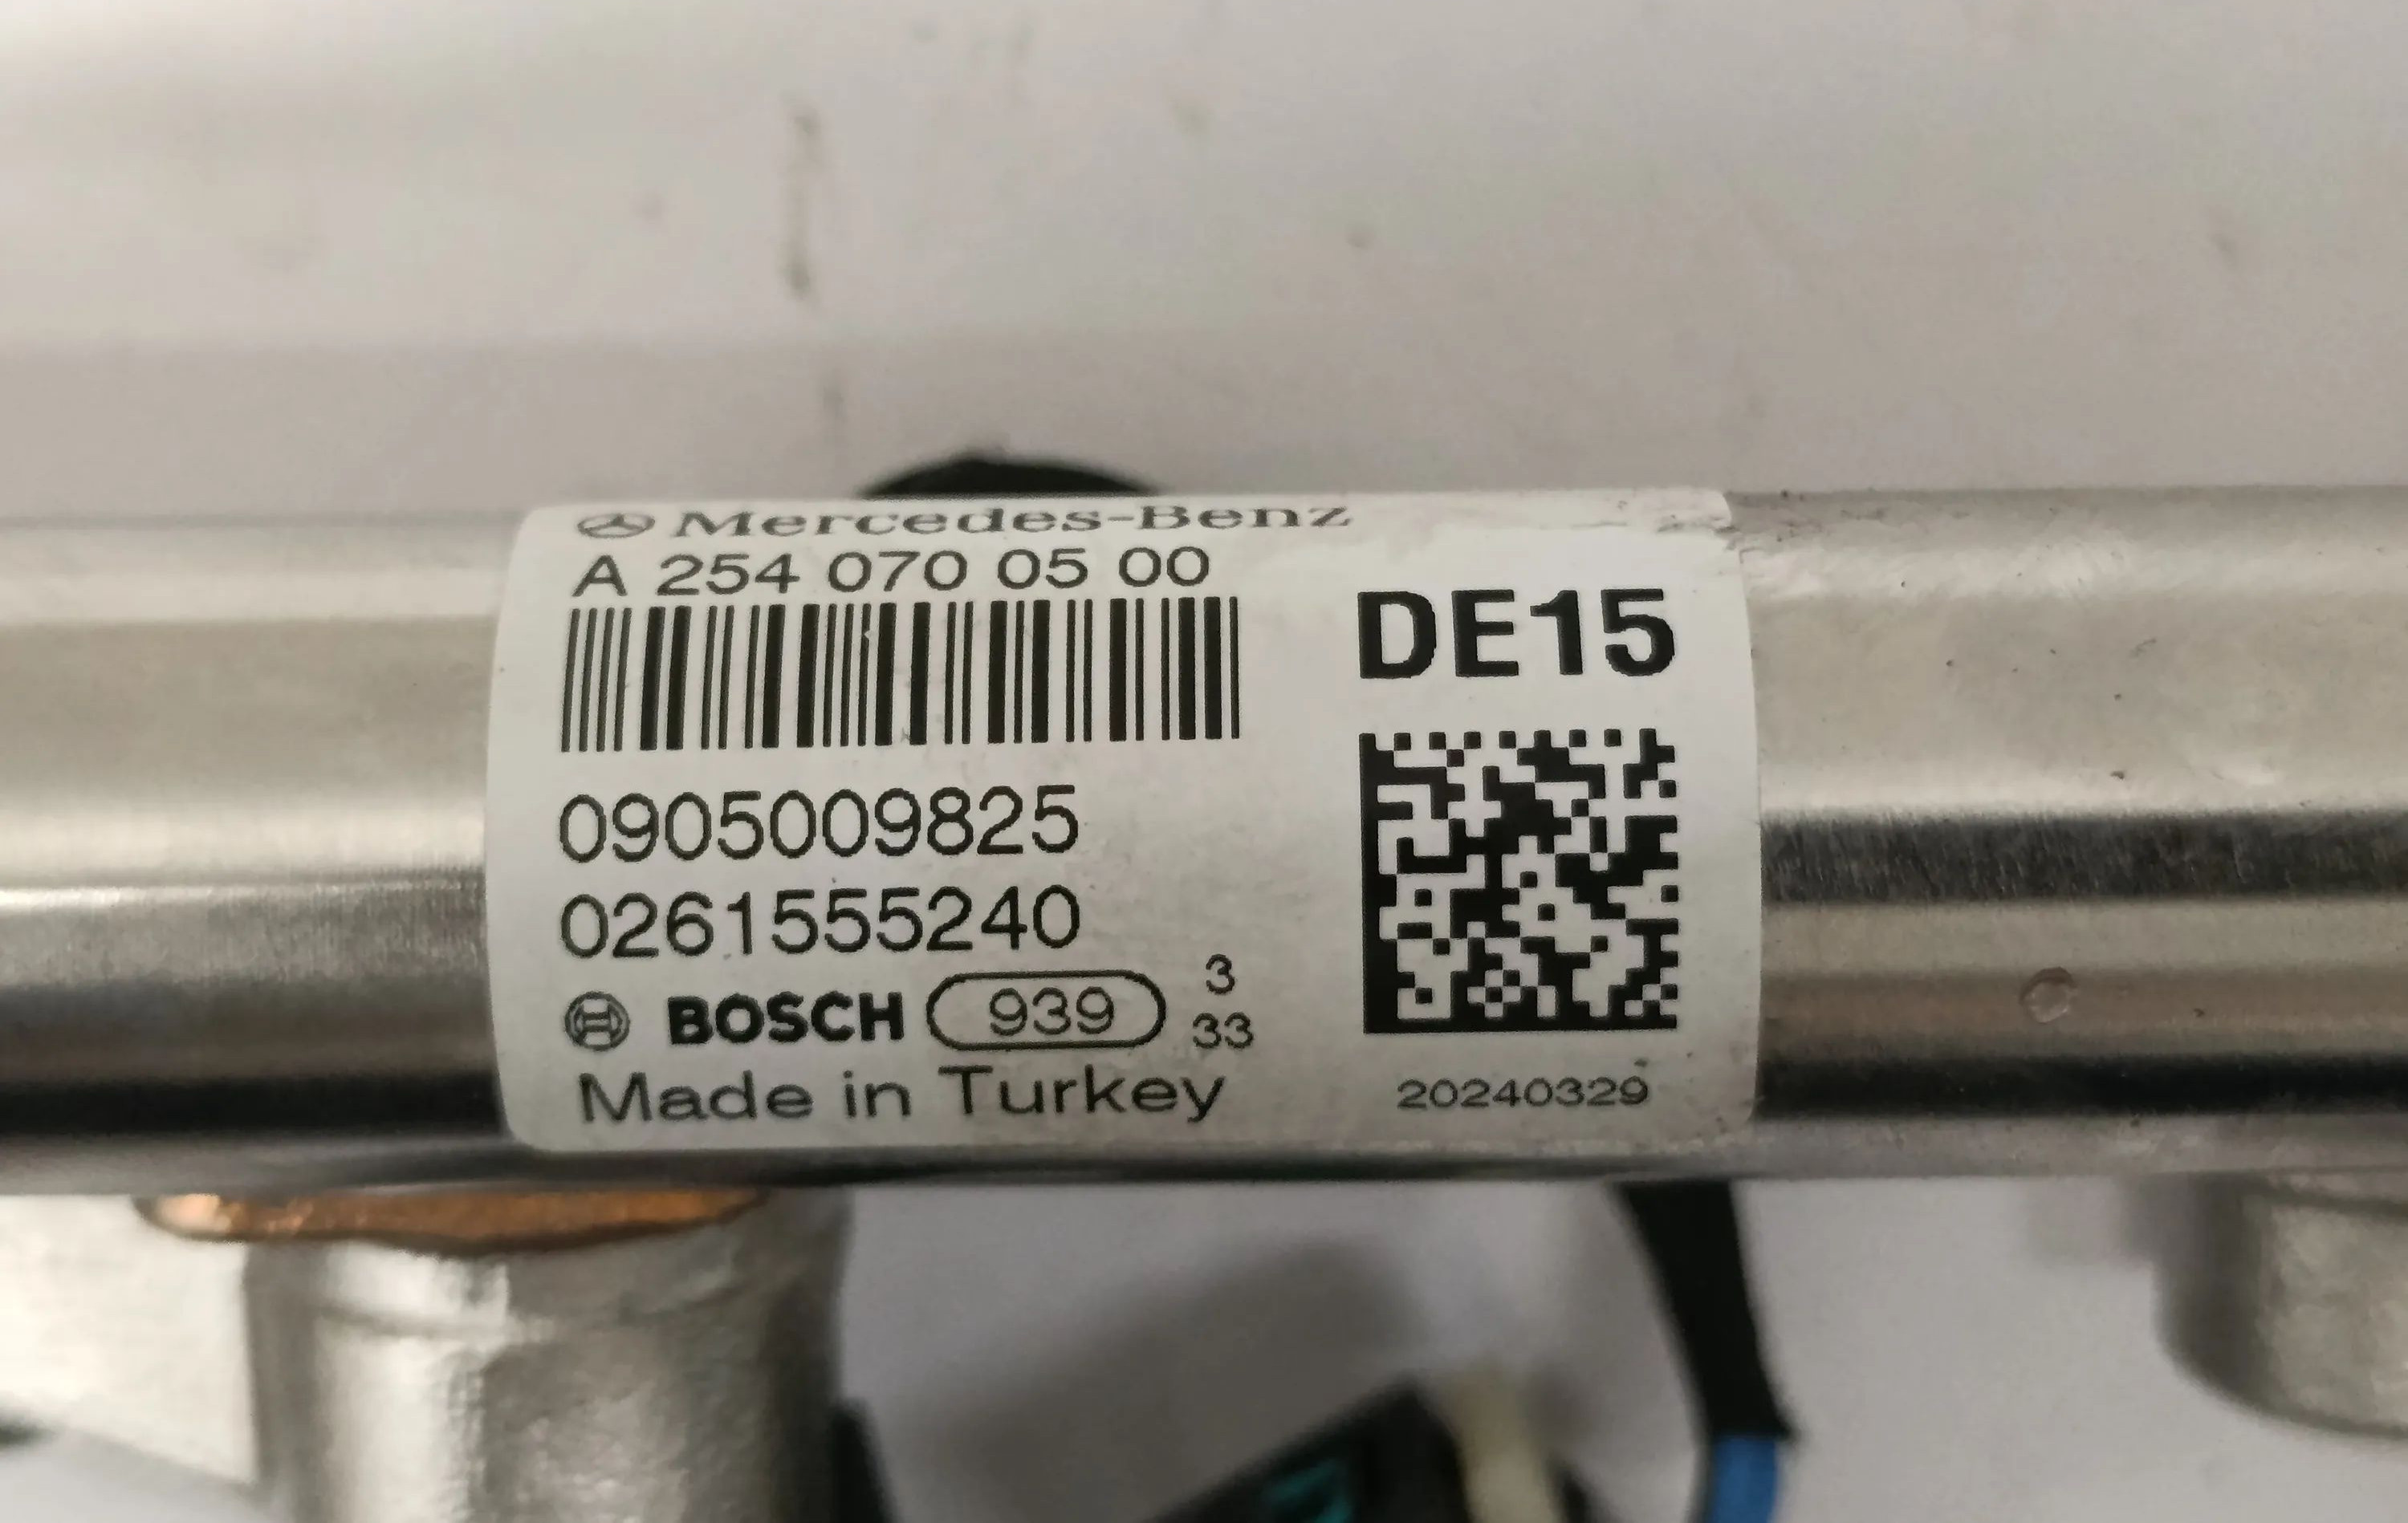 Mercedes-Benz
A 254 070 05 00
DE15
0905009825
0261555240
BOSCH 939 3
33
Made in Turkey
20240329